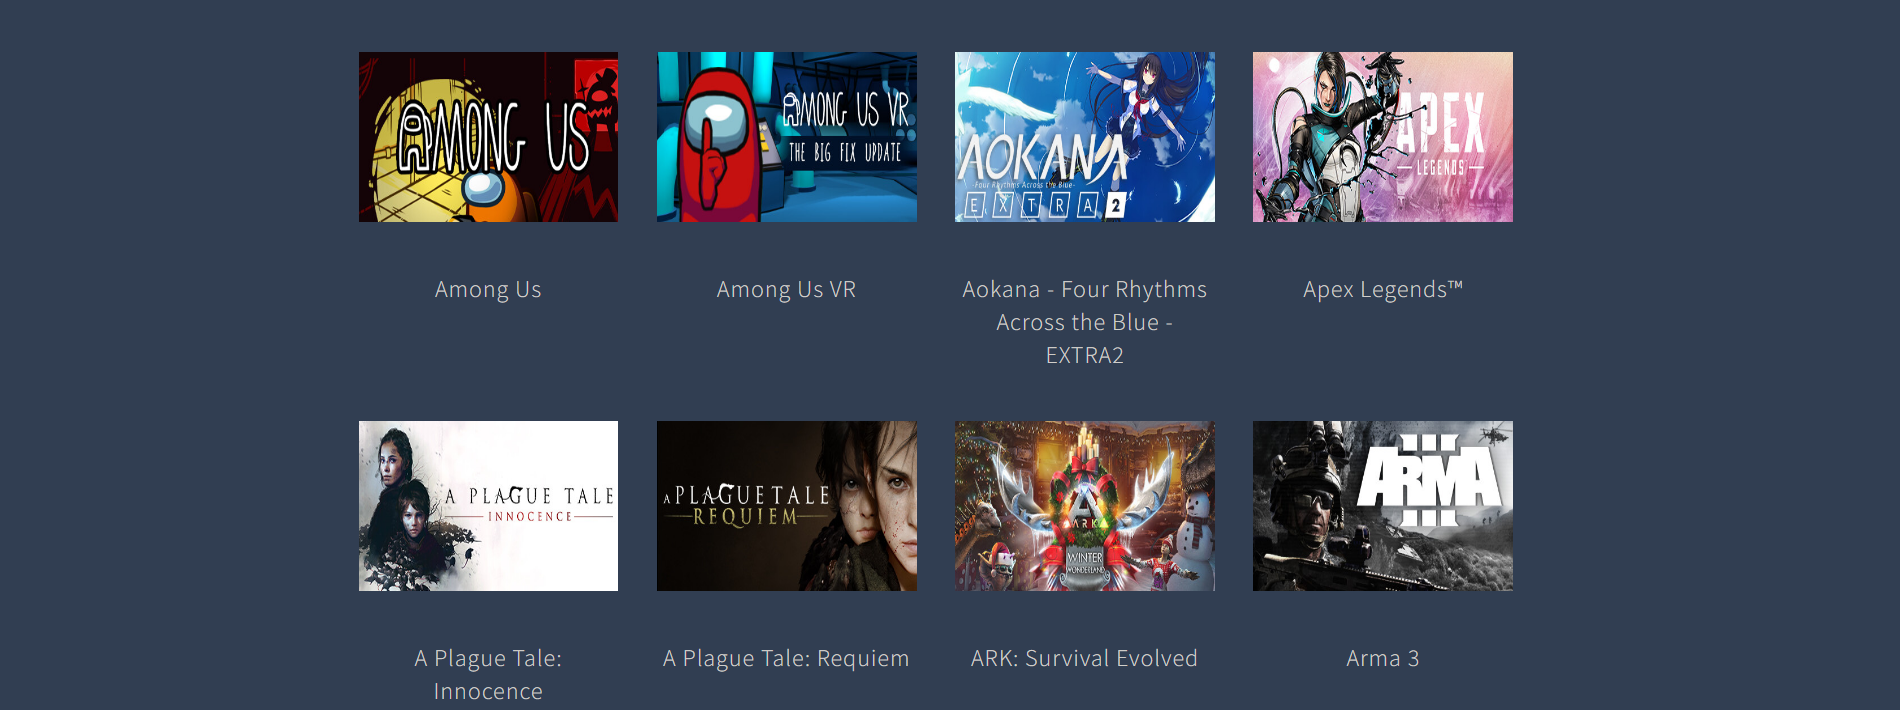 AMONG US
AMONG US VR
THE BIG FIX UPDATE
AOKANA
-Four Rhythms Across the Blue-
EXTRA2
APEX
LEGENDS
Among Us
Among Us VR
Aokana - Four Rhythms
Across the Blue -
EXTRA2
Apex Legends™
A PLAGUE TALE
INNOCENCE
A PLAGUE TALE
REQUIEM
ARK
WINTER
WONDERLAND
ARMA
III
A Plague Tale:
Innocence
A Plague Tale: Requiem
ARK: Survival Evolved
Arma 3